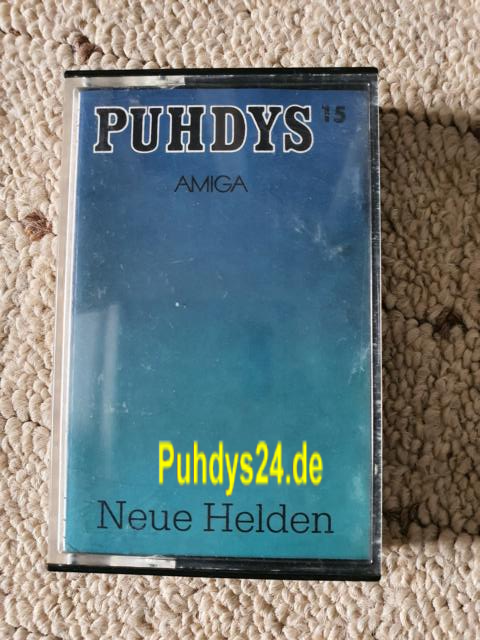 PUHDYS 15
AMIGA
Puhdys24.de
Neue Helden